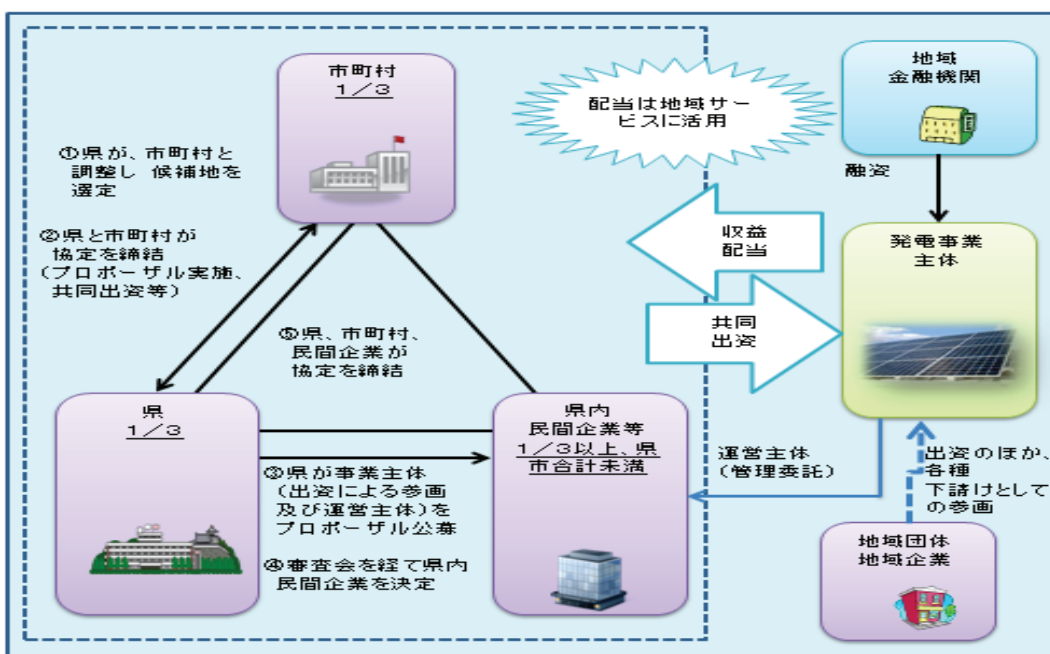 市町村
1/3
配当は地域サー
ビスに活用
地域
金融機関
①県が、市町村と
調整し 候補地を
選定
融資
②県と市町村が
協定を締結
(プロポーザル実施、
共同出資等)
収益
配当
発電事業
主体
共同
出資
⑤県、市町村、
民間企業が
協定を締結
県
1/3
県内
民間企業等
1/3以上、県
市合計未満
運営主体
(管理委託)
出資のほか、
各種
下請けとして
の参画
③県が事業主体
(出資による参画
及び運営主体)を
プロポーザル公募
④審査会を経て県内
民間企業を決定
地域団体
地域企業